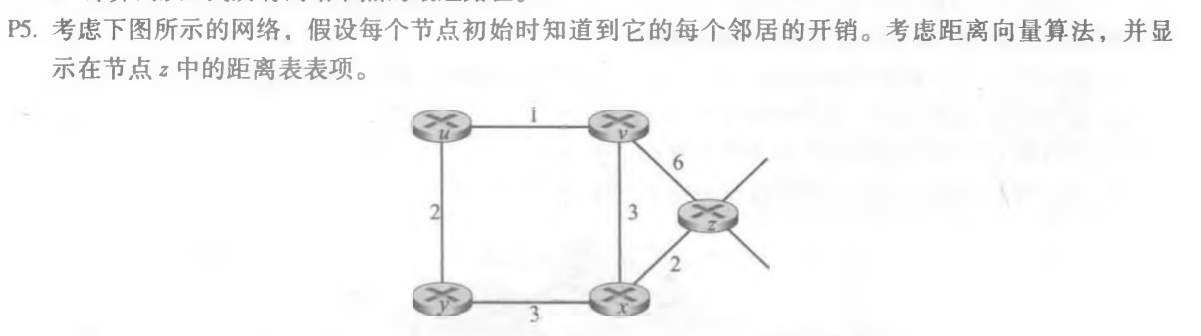 P5. 考虑下图所示的网络，假设每个节点初始时知道到它的每个邻居的开销。考虑距离向量算法，并显
示在节点 z 中的距离表表项。
1
u
v
6
2
3
z
2
y
3
x